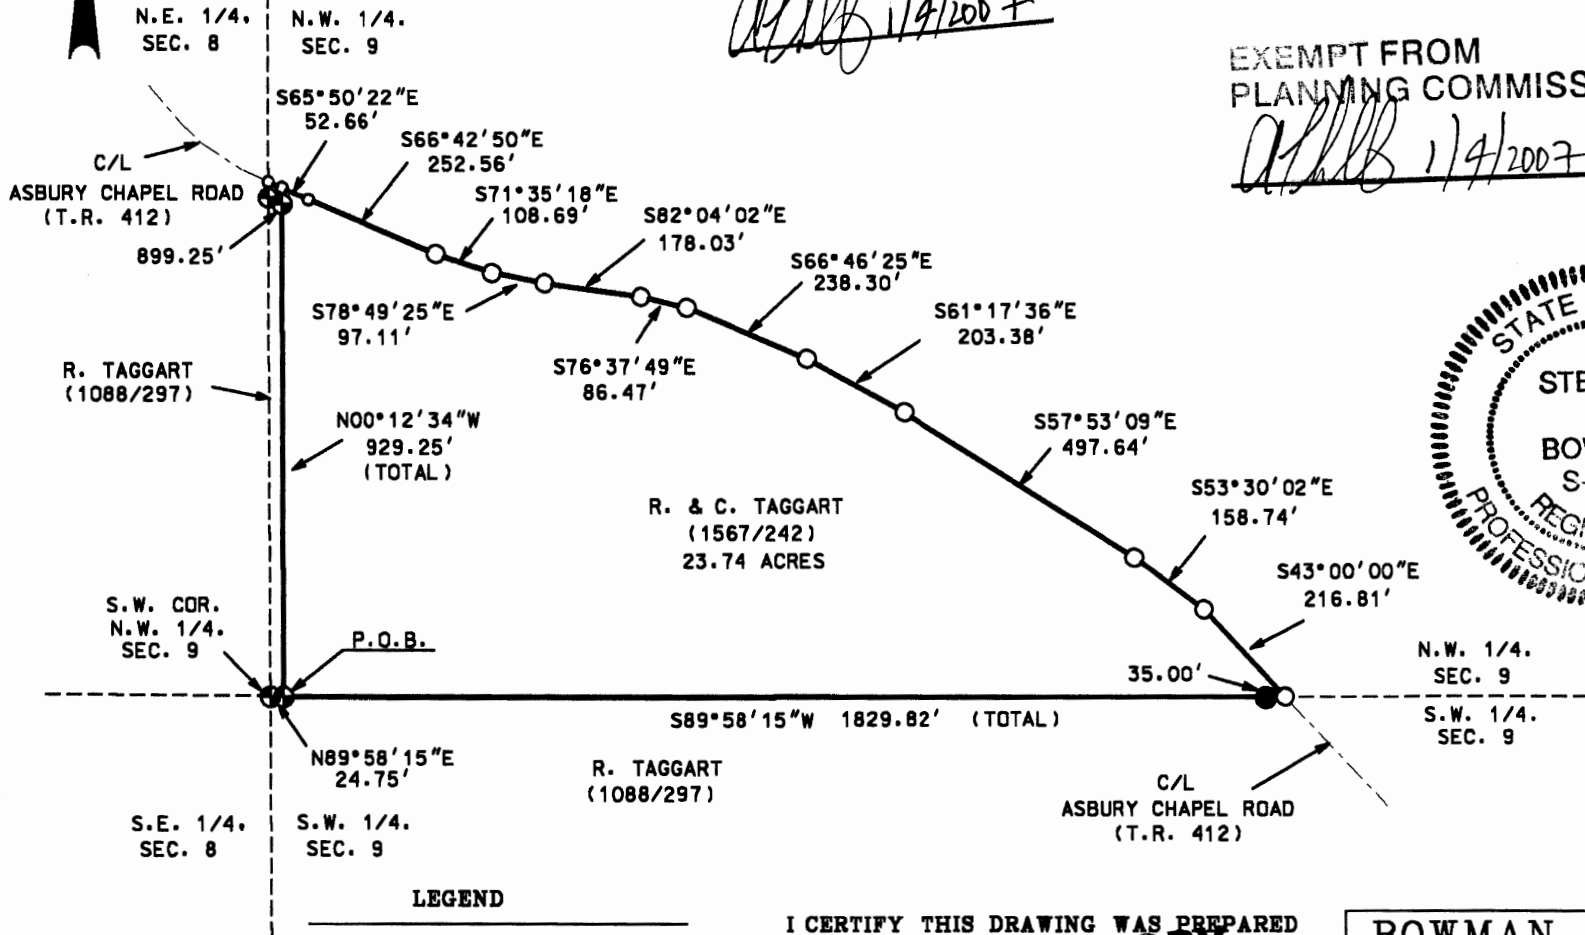 N.E. 1/4.
SEC. 8
N.W. 1/4.
SEC. 9
1/4/2007
EXEMPT FROM
PLANNING COMMISS
1/4/2007
S65°50'22"E
52.66'
S66°42'50"E
252.56'
C/L
ASBURY CHAPEL ROAD
(T.R. 412)
899.25'
S71°35'18"E
108.69'
S82°04'02"E
178.03'
S66°46'25"E
238.30'
S78°49'25"E
97.11'
S76°37'49"E
86.47'
S61°17'36"E
203.38'
STATE
STE
BOW
S-
REGI
PROFESSIO
R. TAGGART
(1088/297)
N00°12'34"W
929.25'
(TOTAL)
S57°53'09"E
497.64'
R. & C. TAGGART
(1567/242)
23.74 ACRES
S53°30'02"E
158.74'
S43°00'00"E
216.81'
S.W. COR.
N.W. 1/4.
SEC. 9
P.O.B.
35.00'
N.W. 1/4.
SEC. 9
S.W. 1/4.
SEC. 9
S89°58'15"W 1829.82' (TOTAL)
N89°58'15"E
24.75'
R. TAGGART
(1088/297)
C/L
ASBURY CHAPEL ROAD
(T.R. 412)
S.E. 1/4.
SEC. 8
S.W. 1/4.
SEC. 9
LEGEND
I CERTIFY THIS DRAWING WAS PREPARED
BOWMAN